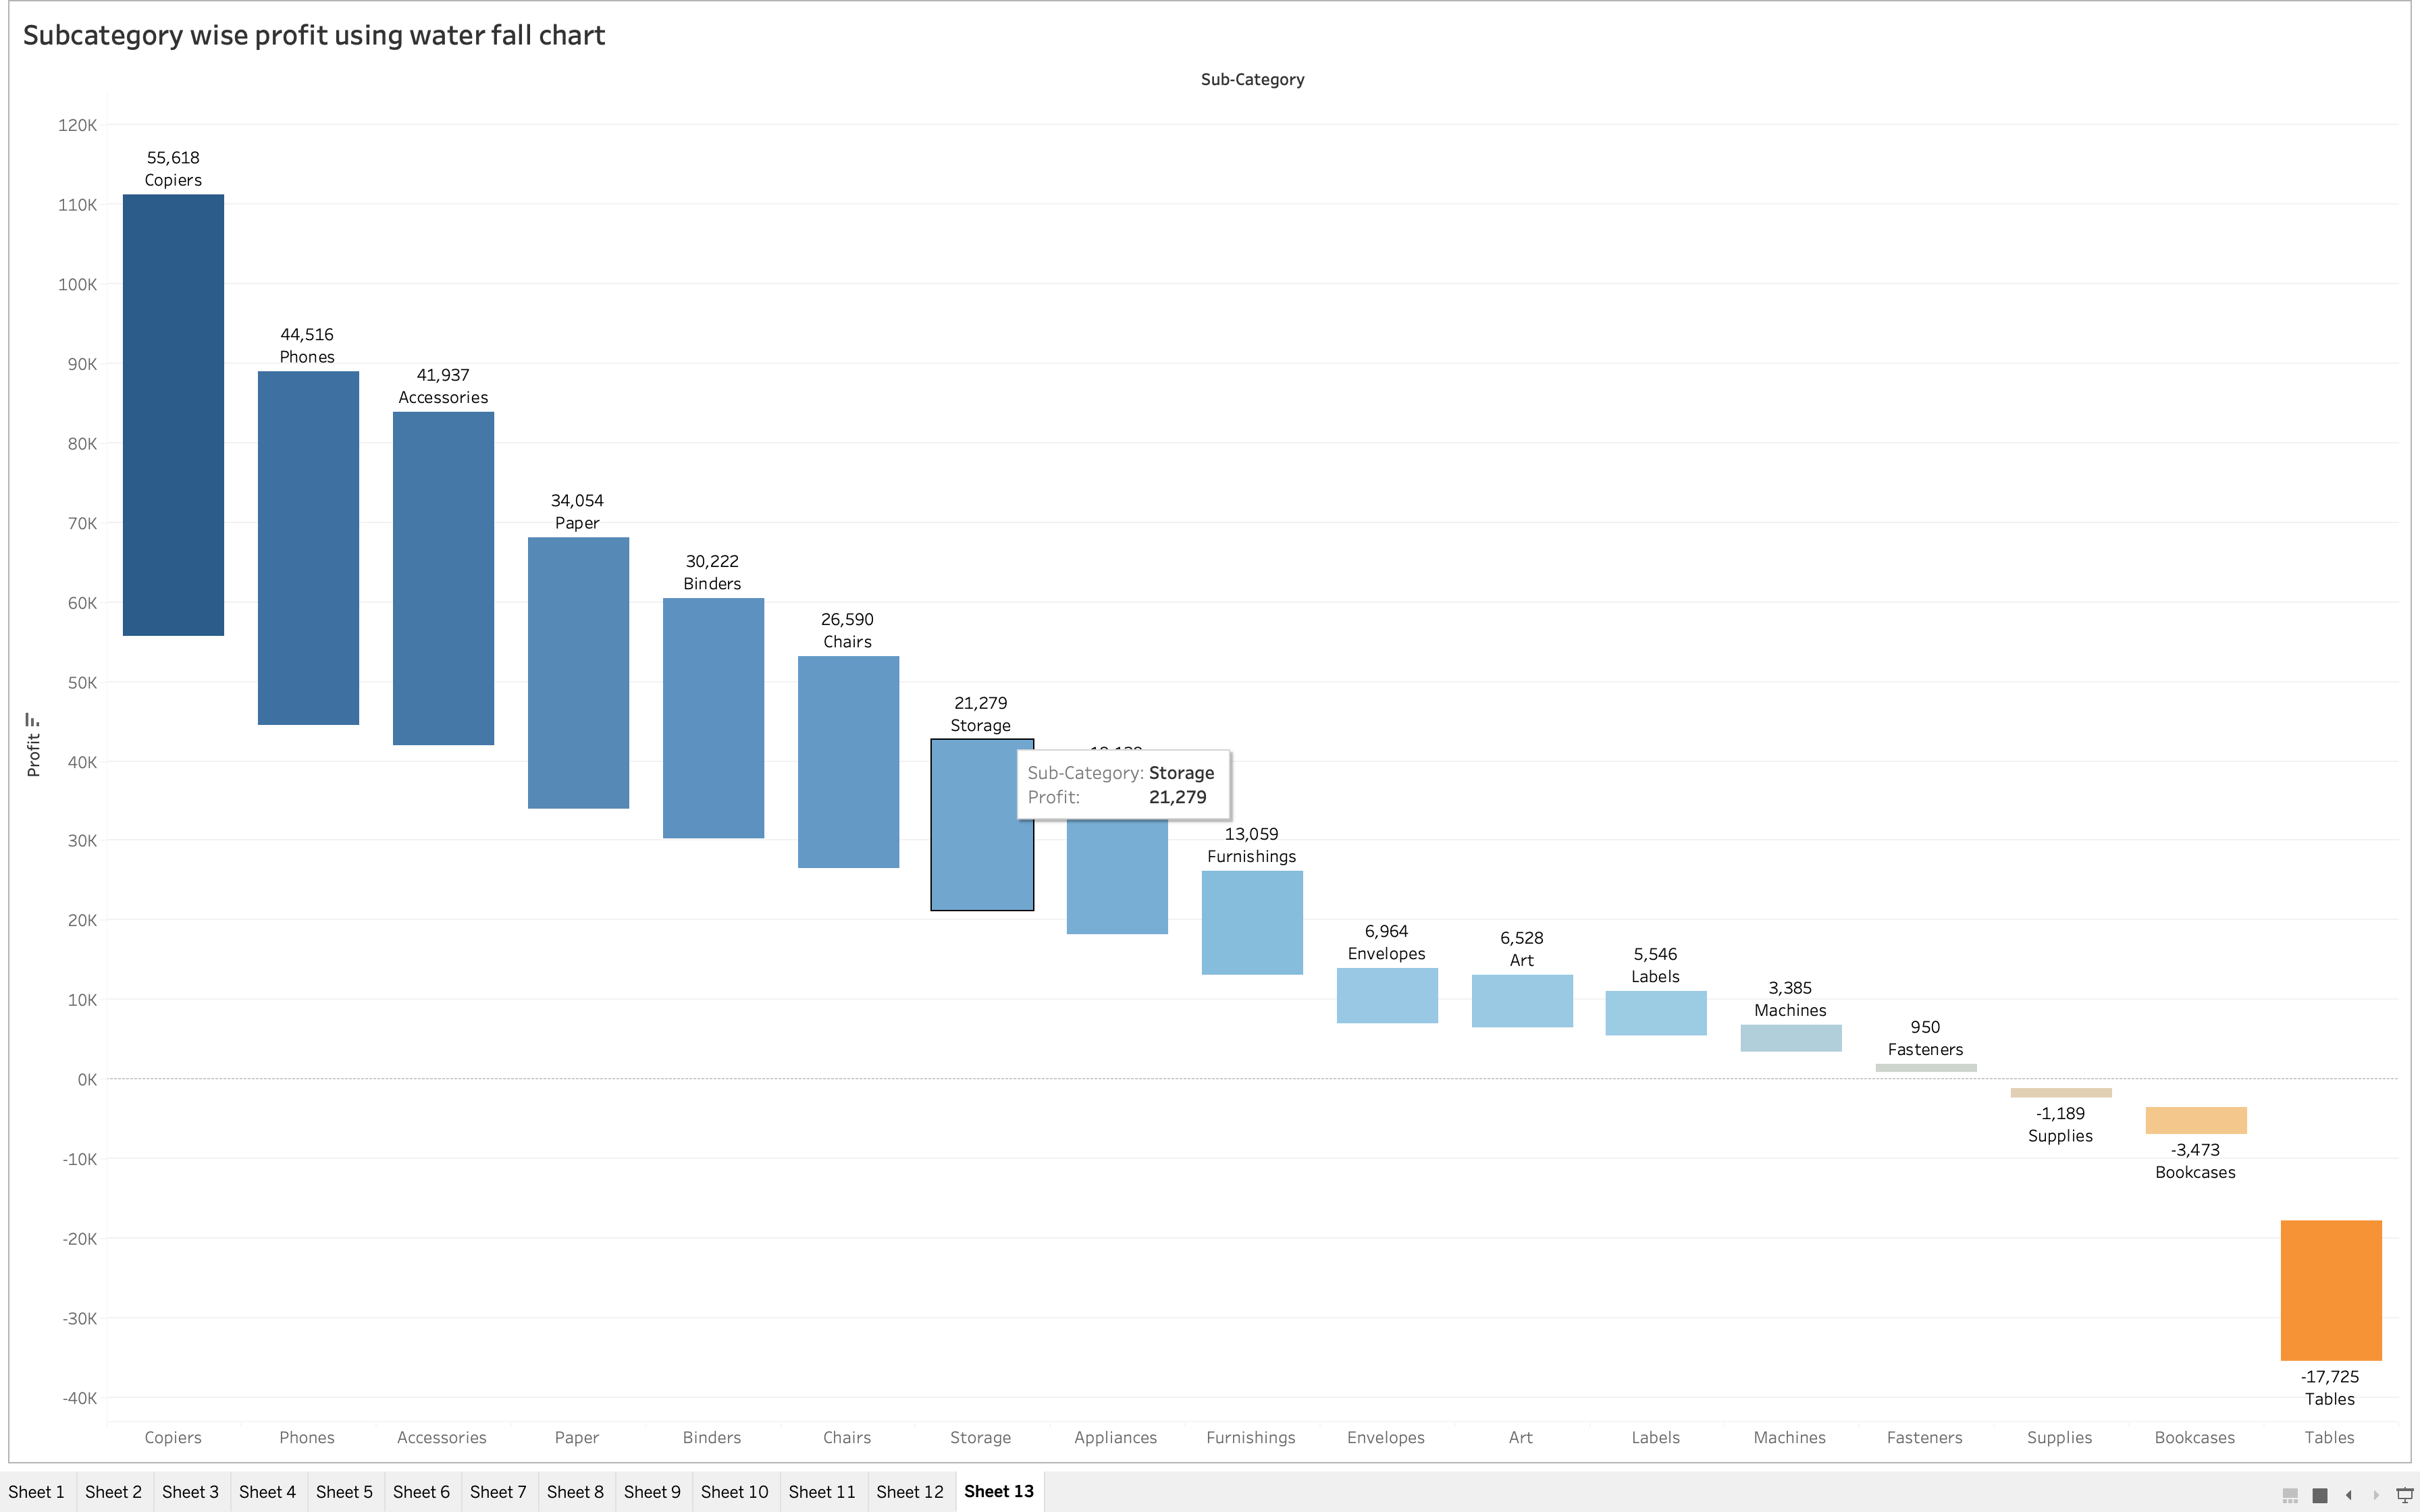 Subcategory wise profit using water fall chart
Sub-Category
120K
110K
100K
90K
80K
70K
60K
50K
40K
30K
20K
10K
0K
-10K
-20K
-30K
-40K
Profit
55,618
Copiers
44,516
Phones
41,937
Accessories
34,054
Paper
30,222
Binders
26,590
Chairs
21,279
Storage
Sub-Category: Storage
Profit: 21,279
13,059
Furnishings
6,964
Envelopes
6,528
Art
5,546
Labels
3,385
Machines
950
Fasteners
-1,189
Supplies
-3,473
Bookcases
-17,725
Tables
Copiers Phones Accessories Paper Binders Chairs Storage Appliances Furnishings Envelopes Art Labels Machines Fasteners Supplies Bookcases Tables
Sheet 1 Sheet 2 Sheet 3 Sheet 4 Sheet 5 Sheet 6 Sheet 7 Sheet 8 Sheet 9 Sheet 10 Sheet 11 Sheet 12 Sheet 13